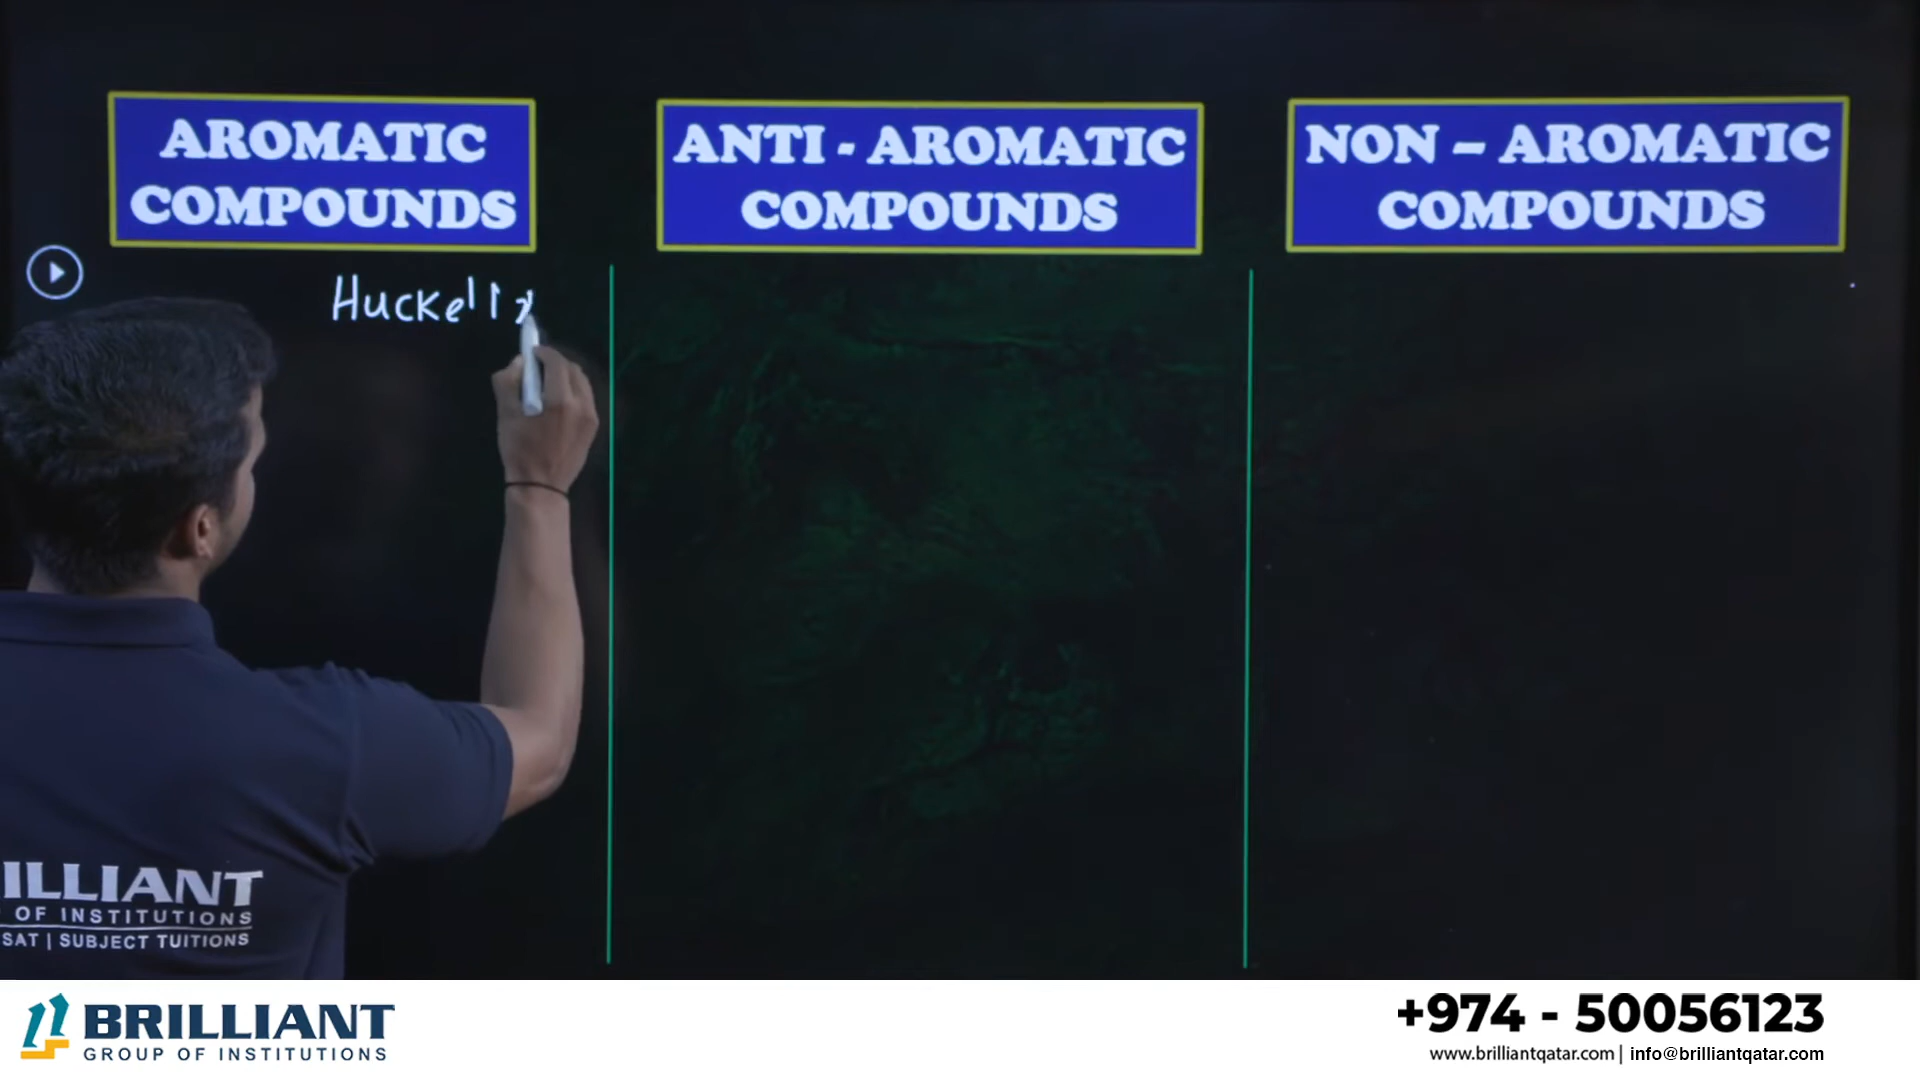 AROMATIC
COMPOUNDS
ANTI - AROMATIC
COMPOUNDS
NON – AROMATIC
COMPOUNDS
Huckel
ILLIANT
OF INSTITUTIONS
SAT | SUBJECT TUITIONS
BRILLIANT
GROUP OF INSTITUTIONS
+974 - 50056123
www.brilliantqatar.com | info@brilliantqatar.com